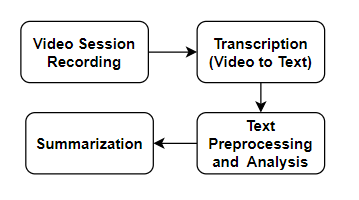 Video Session
Recording
Transcription
(Video to Text)
Text
Preprocessing
and Analysis
Summarization